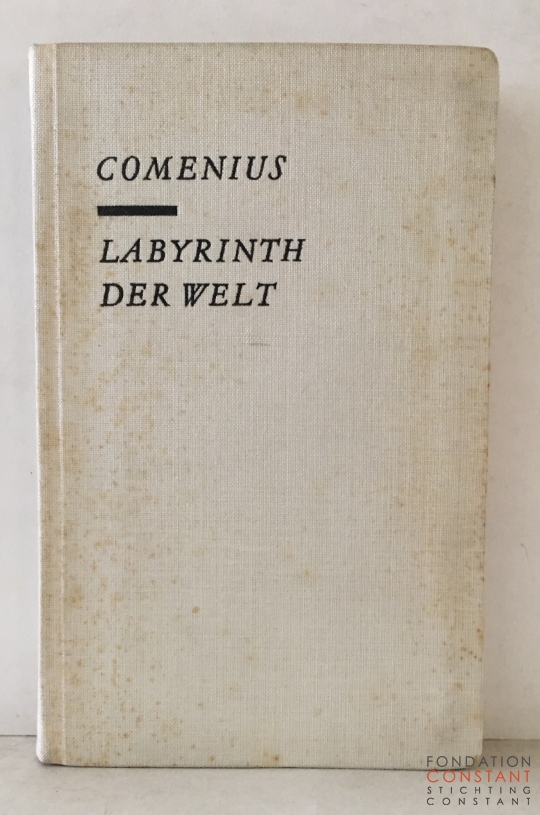 COMENIUS
LABYRINTH
DER WELT
FONDATION
CONSTANT
STICHTING
CONSTANT